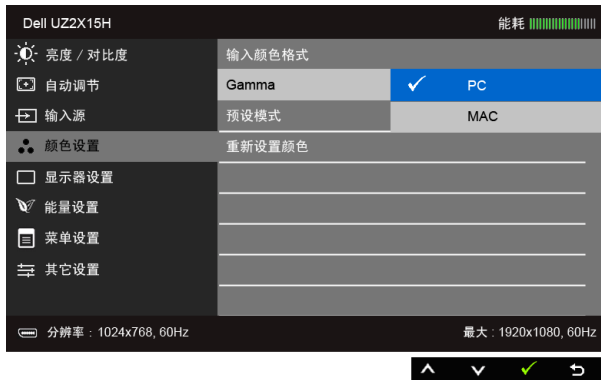 Dell UZ2X15H
能耗
亮度 / 对比度
自动调节
输入源
颜色设置
显示器设置
能量设置
菜单设置
其它设置
输入颜色格式
Gamma
预设模式
重新设置颜色
PC
MAC
分辨率 : 1024x768, 60Hz
最大 : 1920x1080, 60Hz